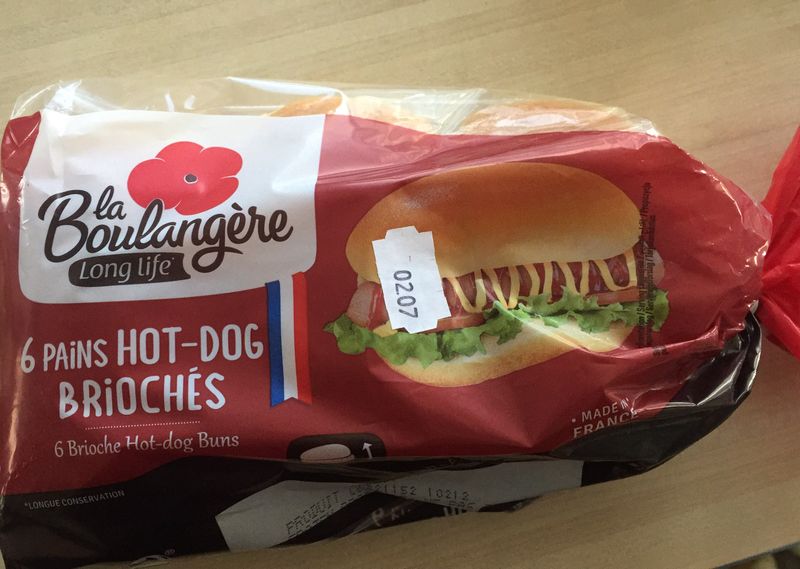 la
Boulangère
Long life*
6 PAiNS HOT-DOG
BRiOCHÉS
6 Brioche Hot-dog Buns
*LONGUE CONSERVATION
0207
• MADE IN
FRANCE
PRODUIT